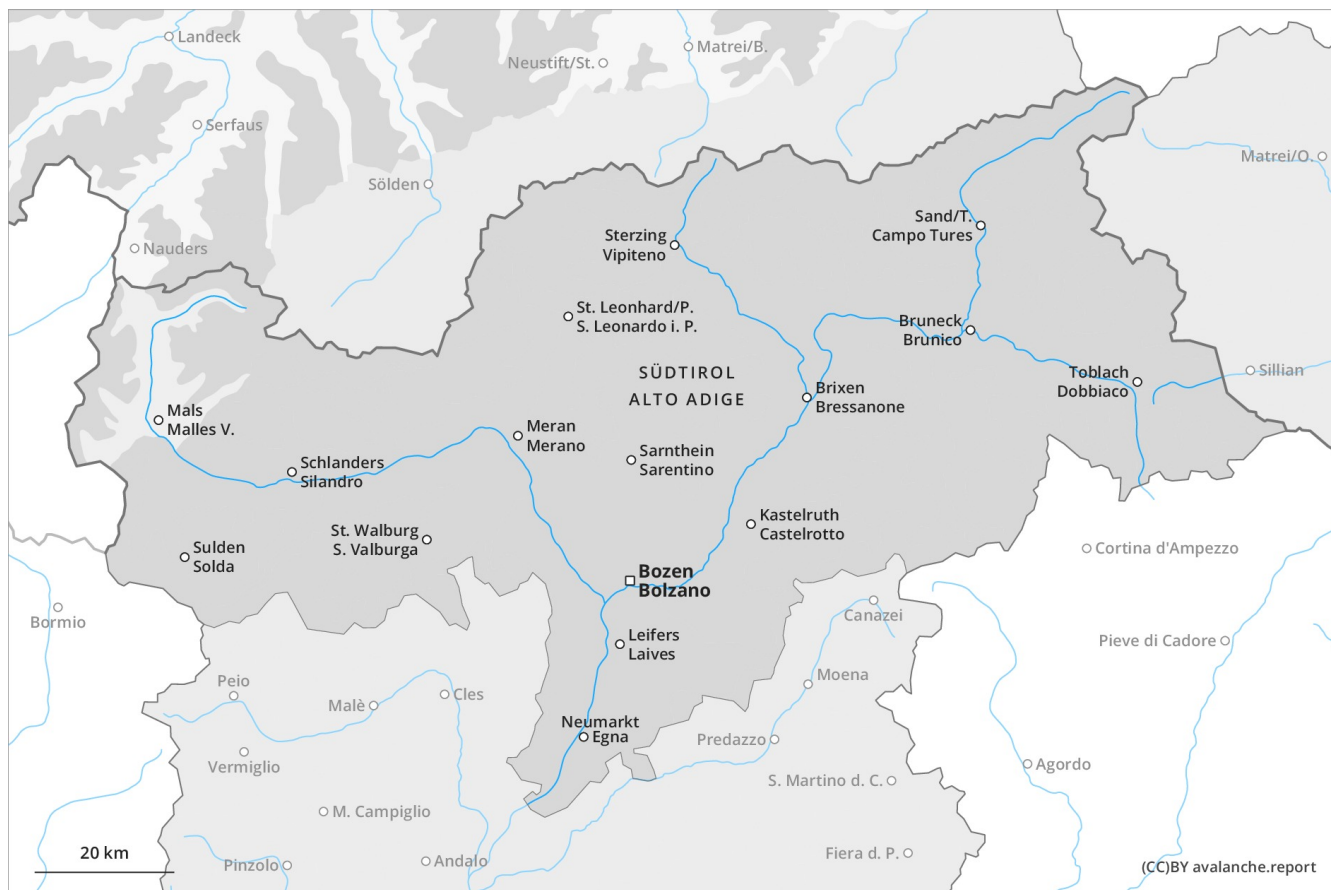 Landeck
Matrei/B.
Neustift/St.
Serfaus
Matrei/O.
Sölden
Nauders
Sand/T.
Campo Tures
Sterzing
Vipiteno
St. Leonhard/P.
S. Leonardo i. P.
Bruneck
Brunico
SÜDTIROL
ALTO ADIGE
Toblach
Dobbiaco
Sillian
Brixen
Bressanone
Mals
Malles V.
Meran
Merano
Sarnthein
Sarentino
Schlanders
Silandro
Kastelruth
Castelrotto
St. Walburg
S. Valburga
Sulden
Solda
Cortina d'Ampezzo
Bozen
Bolzano
Bormio
Canazei
Leifers
Laives
Pieve di Cadore
Moena
Peio
Malè
Cles
Neumarkt
Egna
Predazzo
Vermiglio
Agordo
S. Martino d. C.
M. Campiglio
20 km
Pinzolo
Andalo
Fiera d. P.
(CC)BY avalanche.report